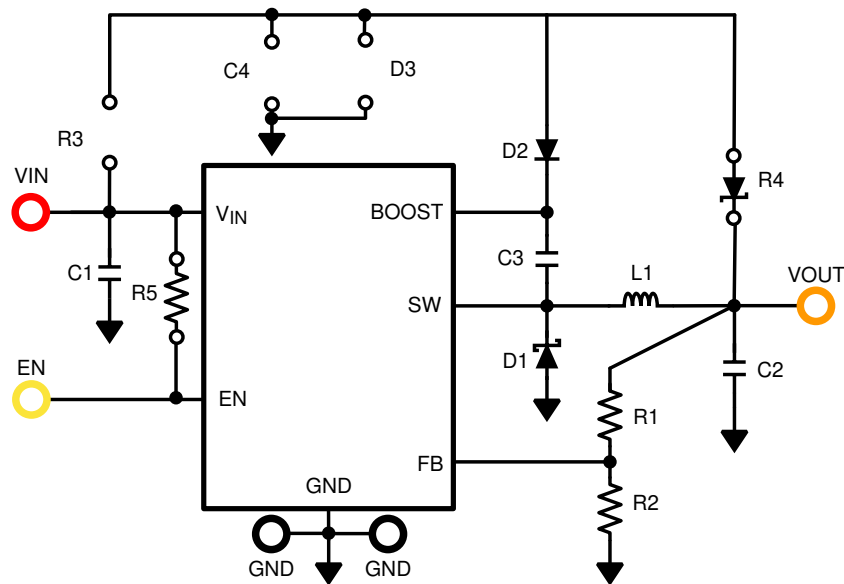 C4
D3
R3
D2
R4
VIN
VIN
BOOST
C3
C1
R5
SW
L1
VOUT
D1
EN
EN
C2
R1
FB
GND
R2
GND
GND